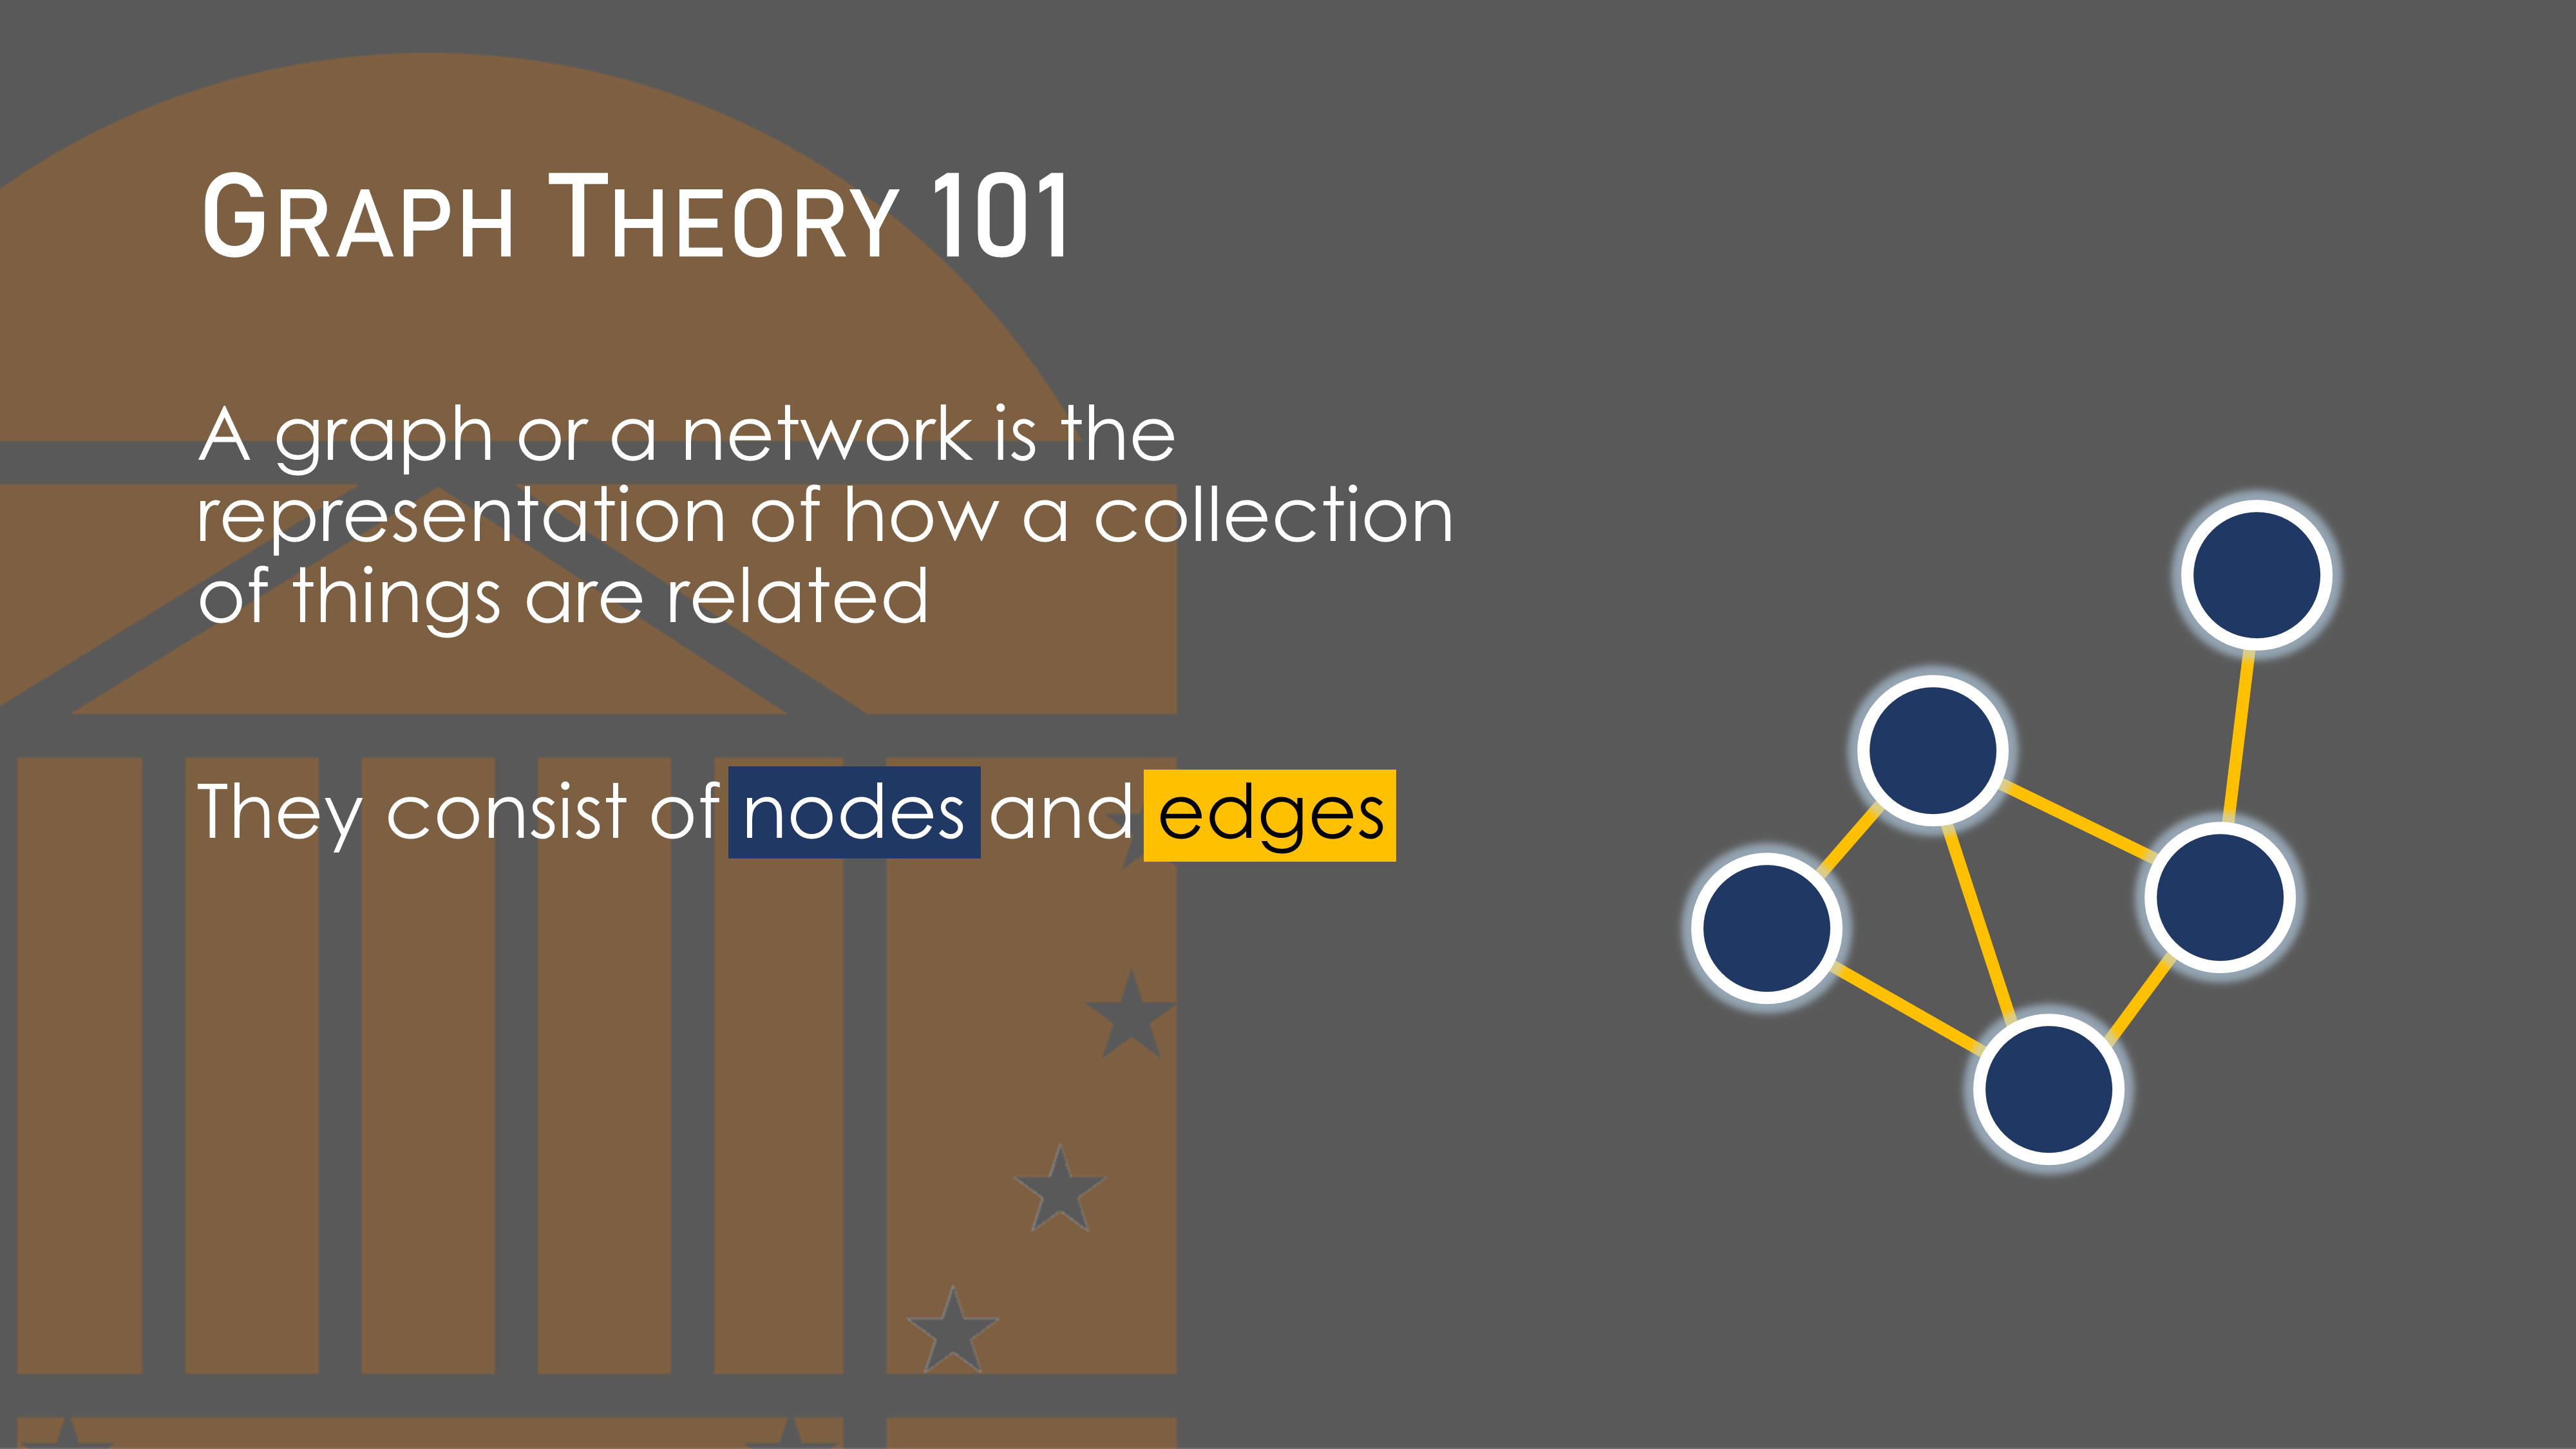 Graph Theory 101
A graph or a network is the
representation of how a collection
of things are related
They consist of nodes and edges